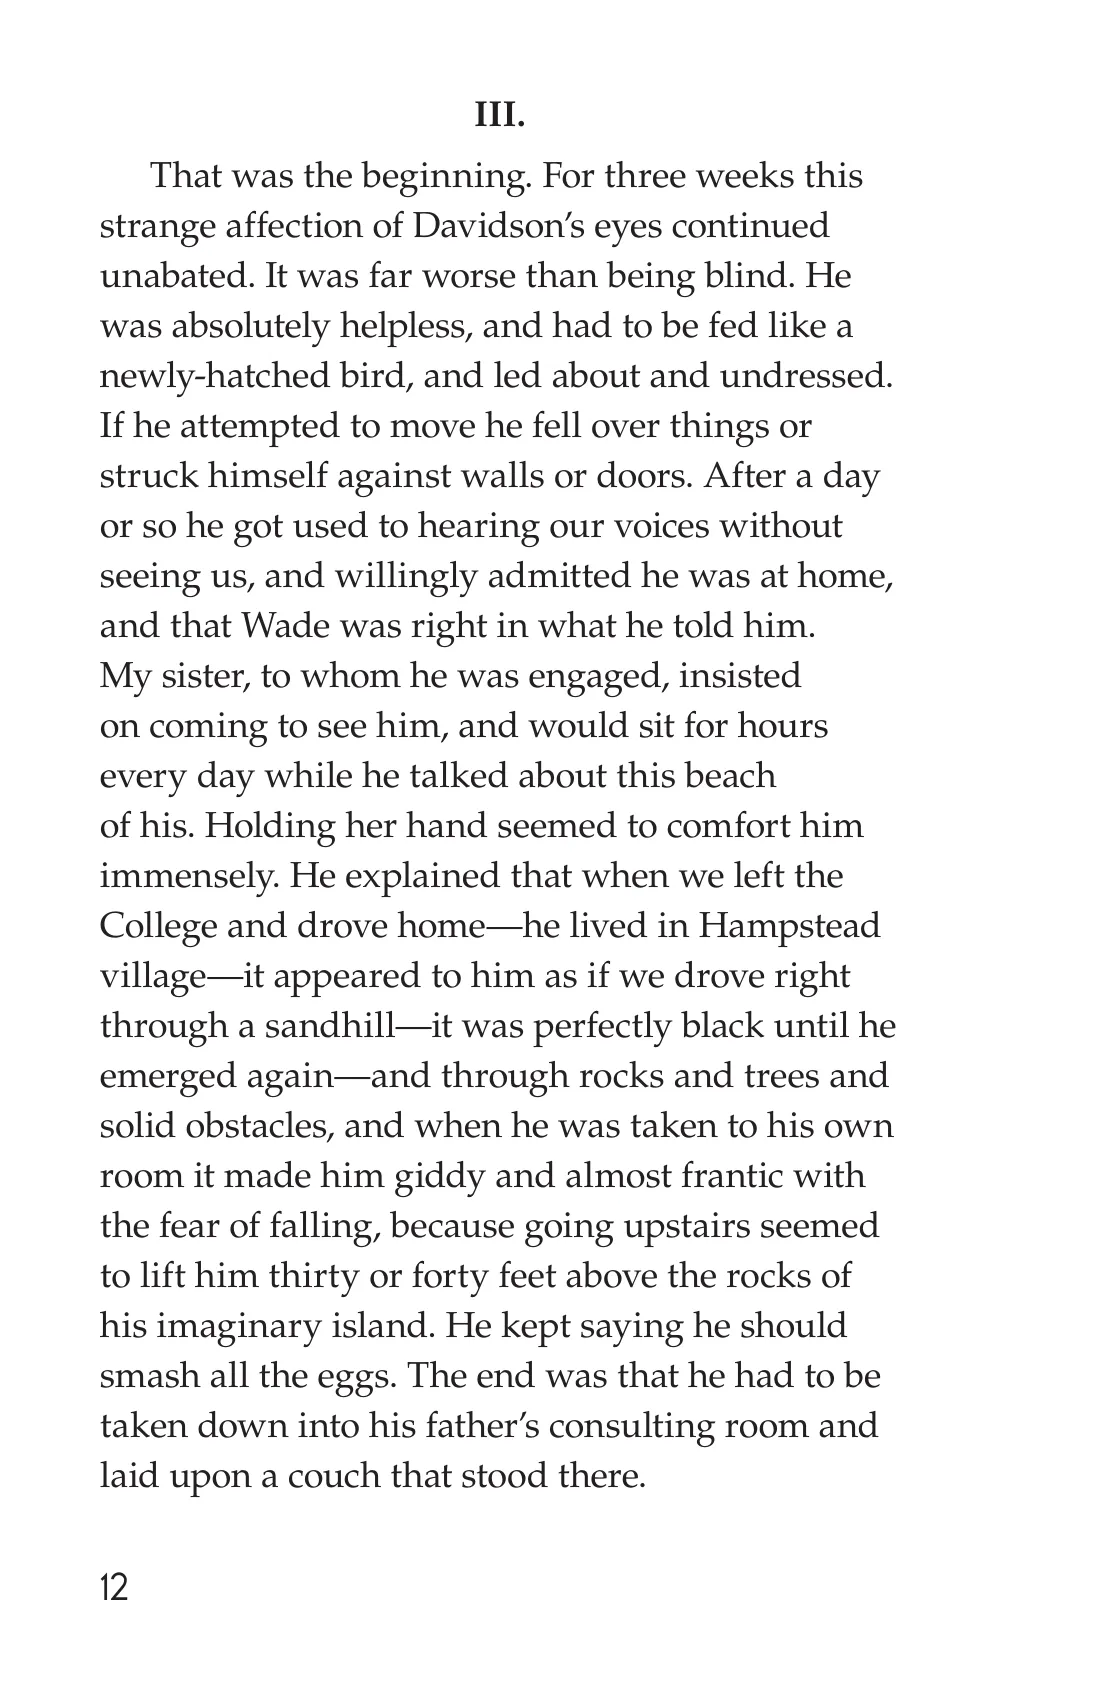 III.
That was the beginning. For three weeks this
strange affection of Davidson’s eyes continued
unabated. It was far worse than being blind. He
was absolutely helpless, and had to be fed like a
newly-hatched bird, and led about and undressed.
If he attempted to move he fell over things or
struck himself against walls or doors. After a day
or so he got used to hearing our voices without
seeing us, and willingly admitted he was at home,
and that Wade was right in what he told him.
My sister, to whom he was engaged, insisted
on coming to see him, and would sit for hours
every day while he talked about this beach
of his. Holding her hand seemed to comfort him
immensely. He explained that when we left the
College and drove home—he lived in Hampstead
village—it appeared to him as if we drove right
through a sandhill—it was perfectly black until he
emerged again—and through rocks and trees and
solid obstacles, and when he was taken to his own
room it made him giddy and almost frantic with
the fear of falling, because going upstairs seemed
to lift him thirty or forty feet above the rocks of
his imaginary island. He kept saying he should
smash all the eggs. The end was that he had to be
taken down into his father’s consulting room and
laid upon a couch that stood there.
12